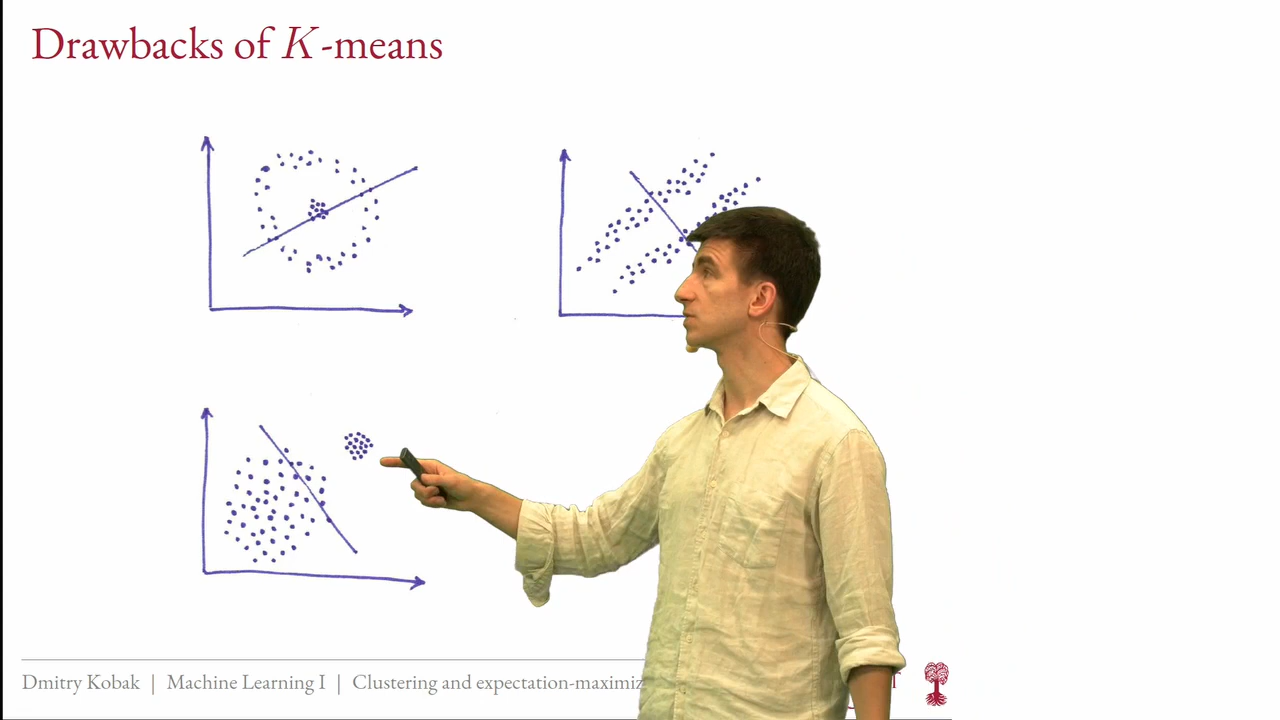 Drawbacks of K-means
Dmitry Kobak | Machine Learning I | Clustering and expectation-maximiz